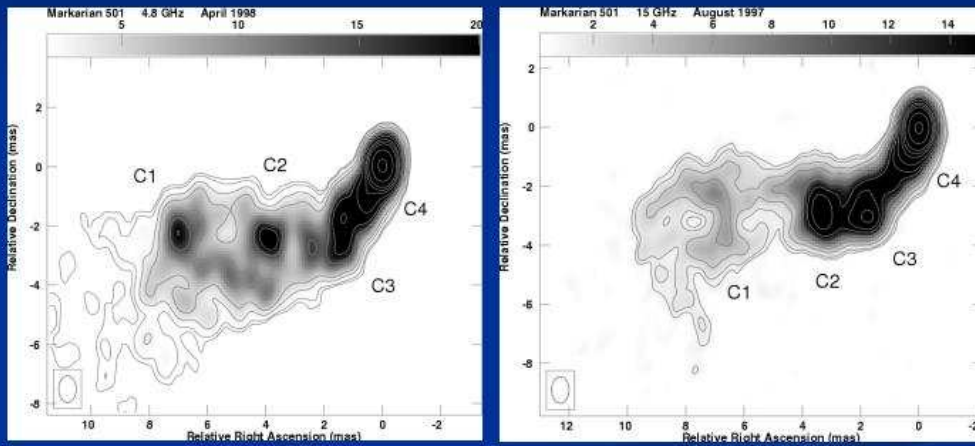 Markarian 501 4.8 GHz April 1998
5 10 15 20
C1
C2
C4
C3
2
0
-2
-4
-6
-8
Relative Declination (mas)
10 8 6 4 2 0 -2
Relative Right Ascension (mas)
Markarian 501 15 GHz August 1997
2 4 6 8 10 12 14
C4
C3
C2
C1
2
0
-2
-4
-6
-8
Relative Declination (mas)
12 10 8 6 4 2 0
Relative Right Ascension (mas)